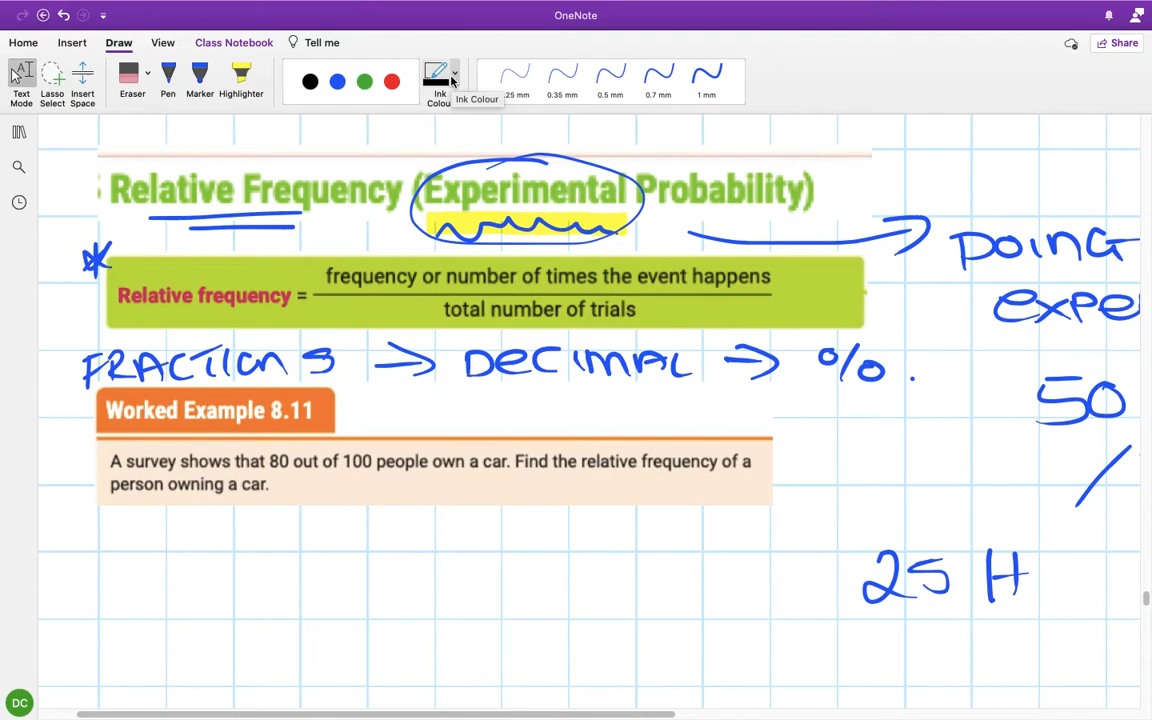 OneNote
Home Insert Draw View Class Notebook Tell me Share
Text Mode
Lasso Select
Insert Space
Eraser
Pen
Marker
Highlighter
Ink
Ink Colour
.25 mm 0.35 mm 0.5 mm 0.7 mm 1 mm
Relative Frequency (Experimental Probability)
DOING
Relative frequency = frequency or number of times the event happens
total number of trials
FRACTIONS → DECIMAL → % .
50
Worked Example 8.11
A survey shows that 80 out of 100 people own a car. Find the relative frequency of a
person owning a car.
25 H
DC